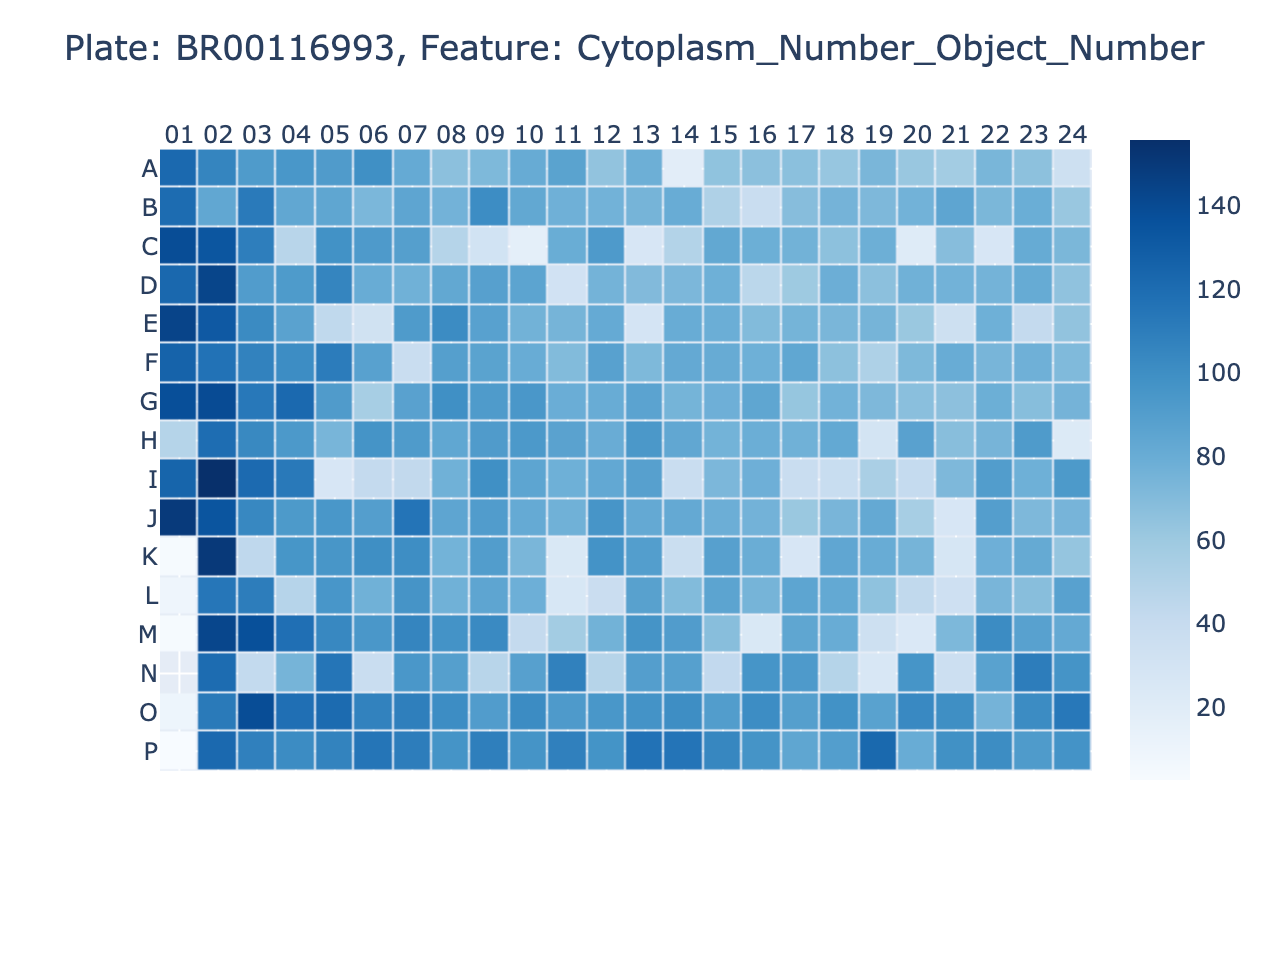 Plate: BR00116993, Feature: Cytoplasm_Number_Object_Number
01 02 03 04 05 06 07 08 09 10 11 12 13 14 15 16 17 18 19 20 21 22 23 24
A
B
C
D
E
F
G
H
I
J
K
L
M
N
O
P
140
120
100
80
60
40
20